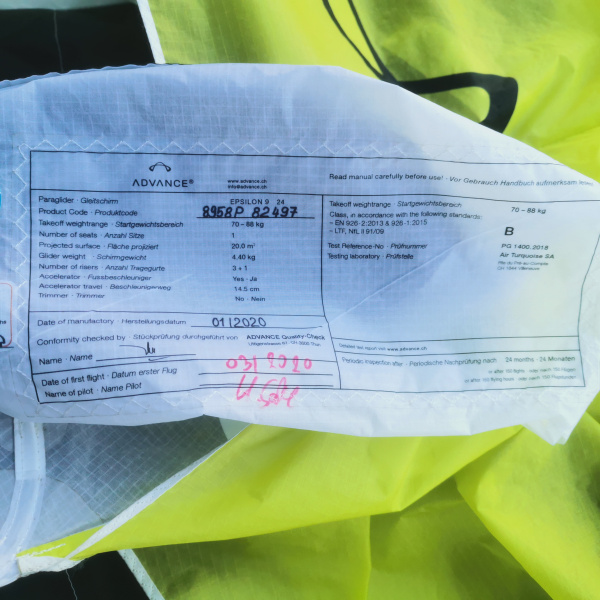 ADVANCE®
www.advance.ch
info@advance.ch
Read manual carefully before use! · Vor Gebrauch Handbuch aufmerksam lesen!
Paraglider · Gleitschirm EPSILON 9 24
Product Code · Produktcode 8958P 82497
Takeoff weightrange · Startgewichtsbereich 70 – 88 kg
Number of seats · Anzahl Sitze 1
Projected surface · Fläche projiziert 20.0 m²
Glider weight · Schirmgewicht 4,40 kg
Number of risers · Anzahl Tragegurte 3 + 1
Accelerator · Fussbeschleuniger Yes · Ja
Accelerator travel · Beschleunigerweg 14.5 cm
Trimmer · Trimmer No · Nein
Date of manufactory · Herstellungsdatum 01/2020
Conformity checked by · Stückprüfung durchgeführt von ADVANCE Quality-Check
Name · Name
Date of first flight · Datum erster Flug 03/2020
Name of pilot · Name Pilot
Takeoff weightrange · Startgewichtsbereich 70 – 88 kg
Class, in accordance with the following standards:
– EN 926-2:2013 & 926-1:2015
– LTF, NfL II 91/09
B
Test Reference-No · Prüfnummer PG 1400.2018
Testing laboratory · Prüfstelle Air Turquoise SA
Detailed test report visit www.advance.ch
Periodic inspection after · Periodische Nachprüfung nach 24 months · 24 Monaten